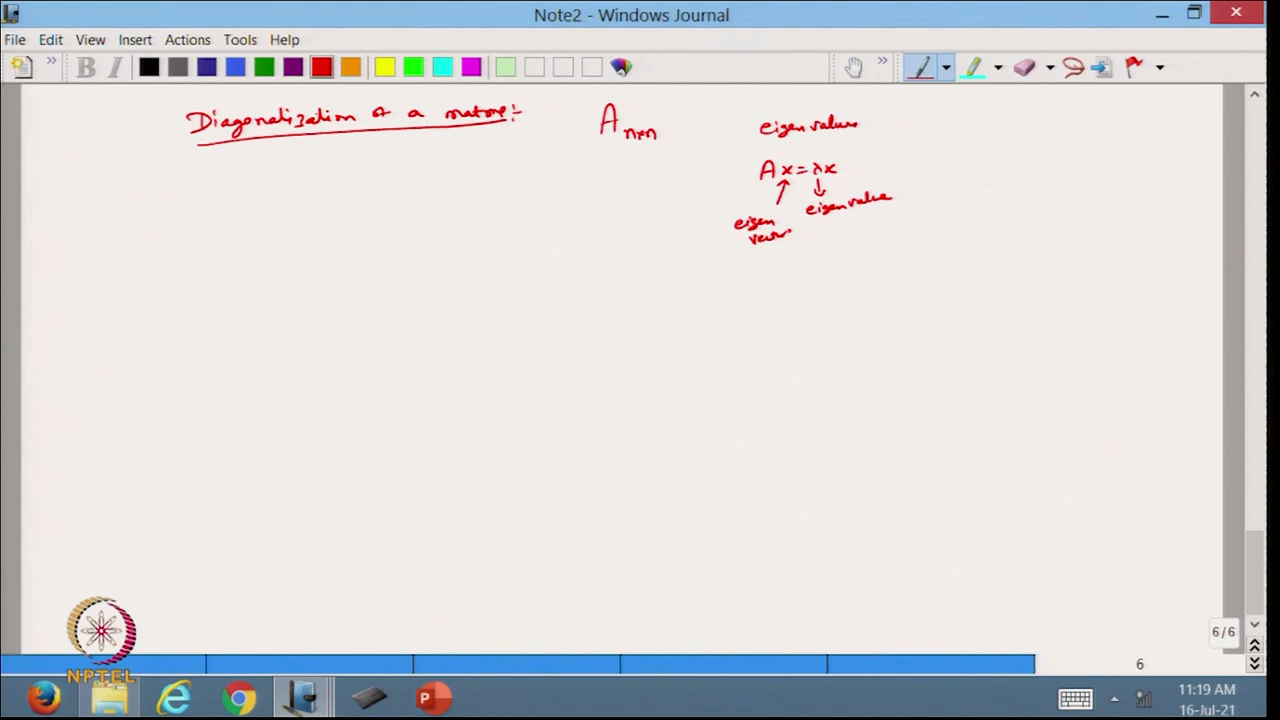 Note2 - Windows Journal
File Edit View Insert Actions Tools Help
B I
Diagonalization of a matrix :-
A n×n
eigen values
Ax = λx
eigen value
eigen
vector
6/6
6
NPTEL
11:19 AM
16-Jul-21